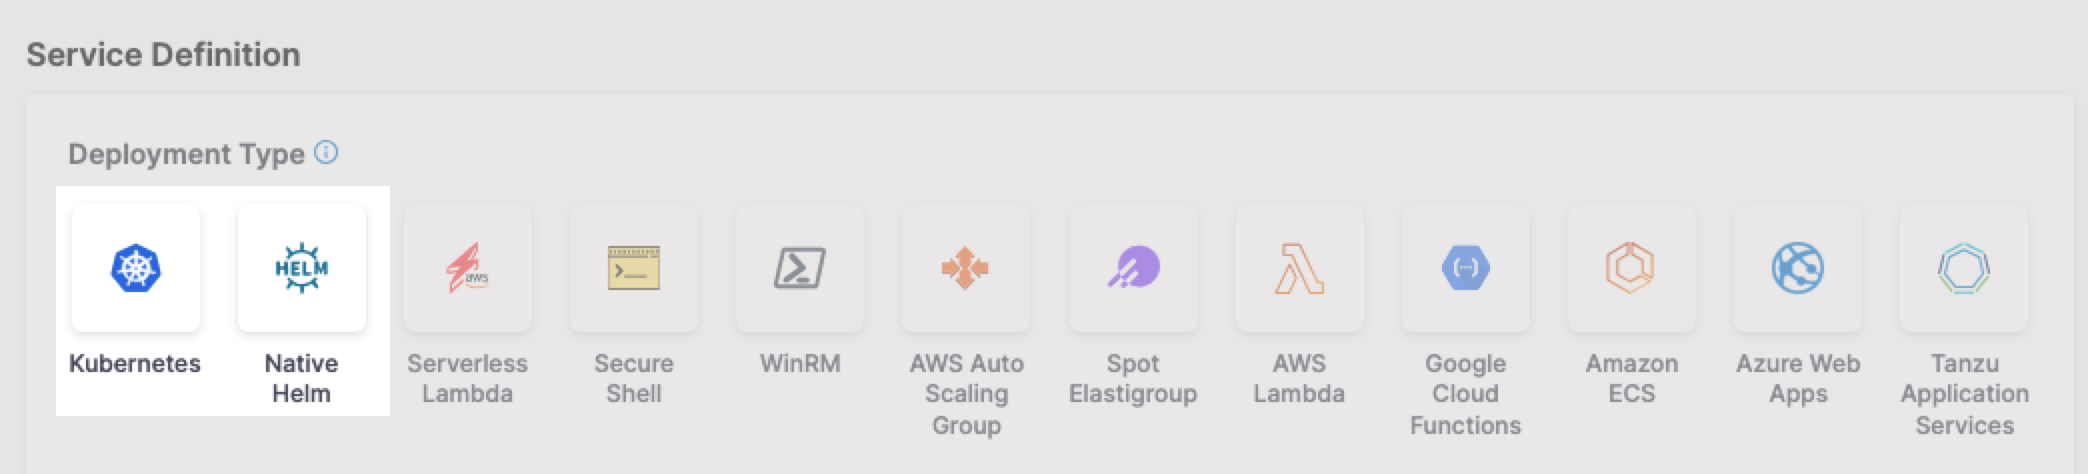 Service Definition
Deployment Type
HELM
aws
Kubernetes
Native
Helm
Serverless
Lambda
Secure
Shell
WinRM
AWS Auto
Scaling
Group
Spot
Elastigroup
AWS
Lambda
Google
Cloud
Functions
Amazon
ECS
Azure Web
Apps
Tanzu
Application
Services